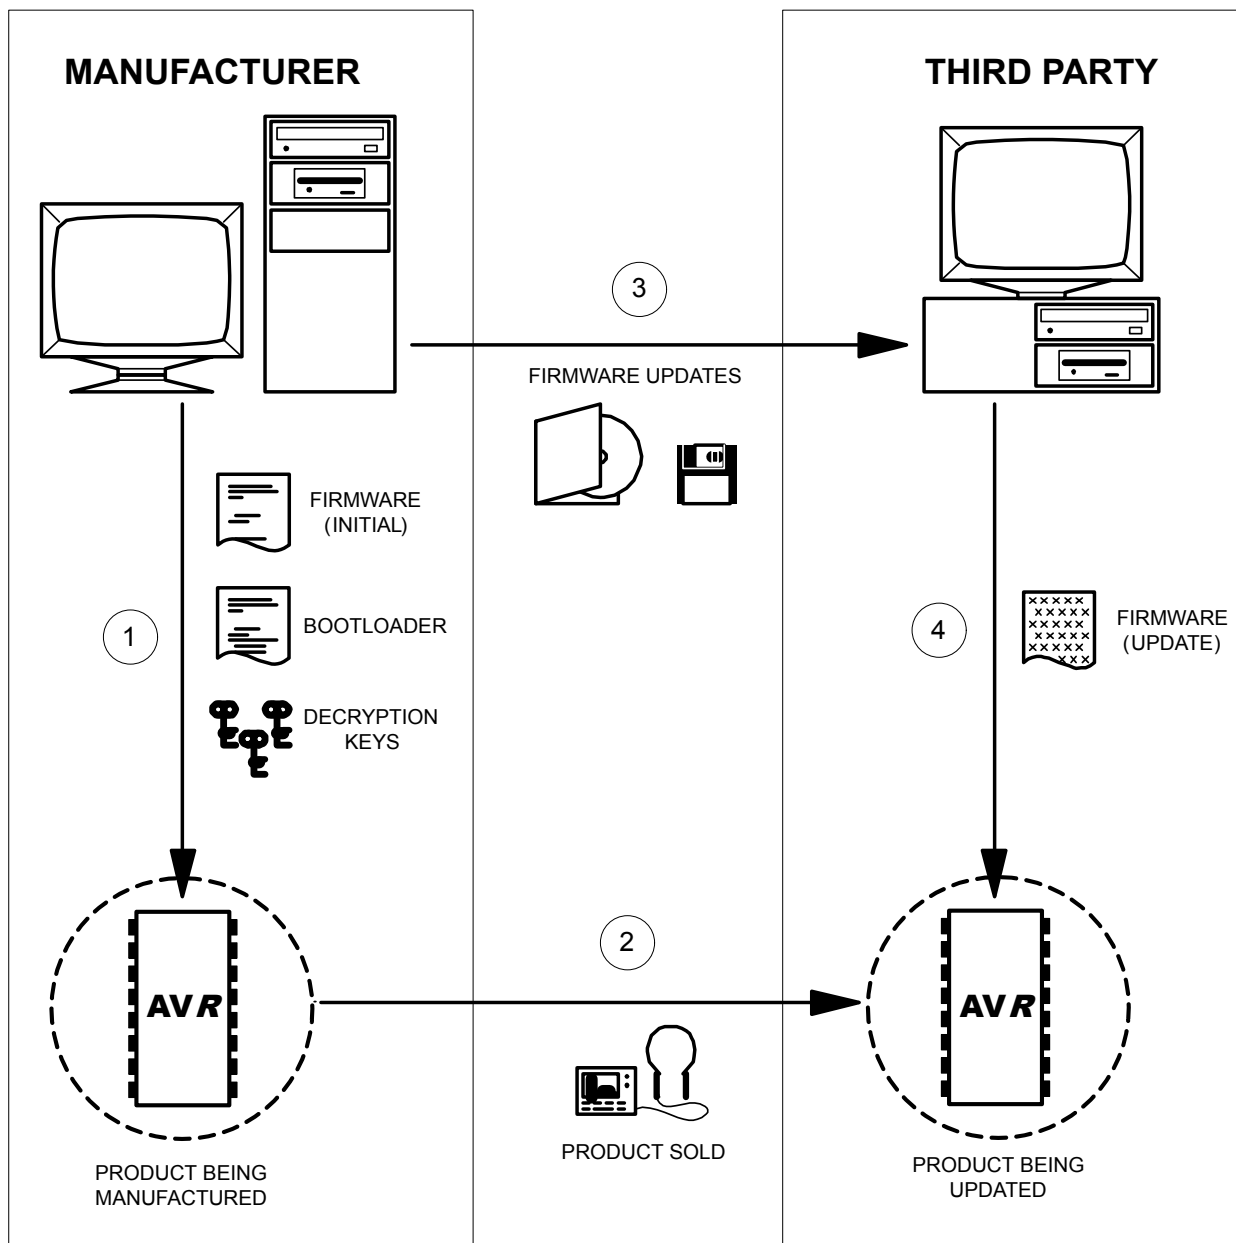 MANUFACTURER
THIRD PARTY
3
FIRMWARE UPDATES
FIRMWARE
(INITIAL)
1
BOOTLOADER
DECRYPTION
KEYS
4
FIRMWARE
(UPDATE)
2
AVR
AVR
PRODUCT SOLD
PRODUCT BEING
MANUFACTURED
PRODUCT BEING
UPDATED